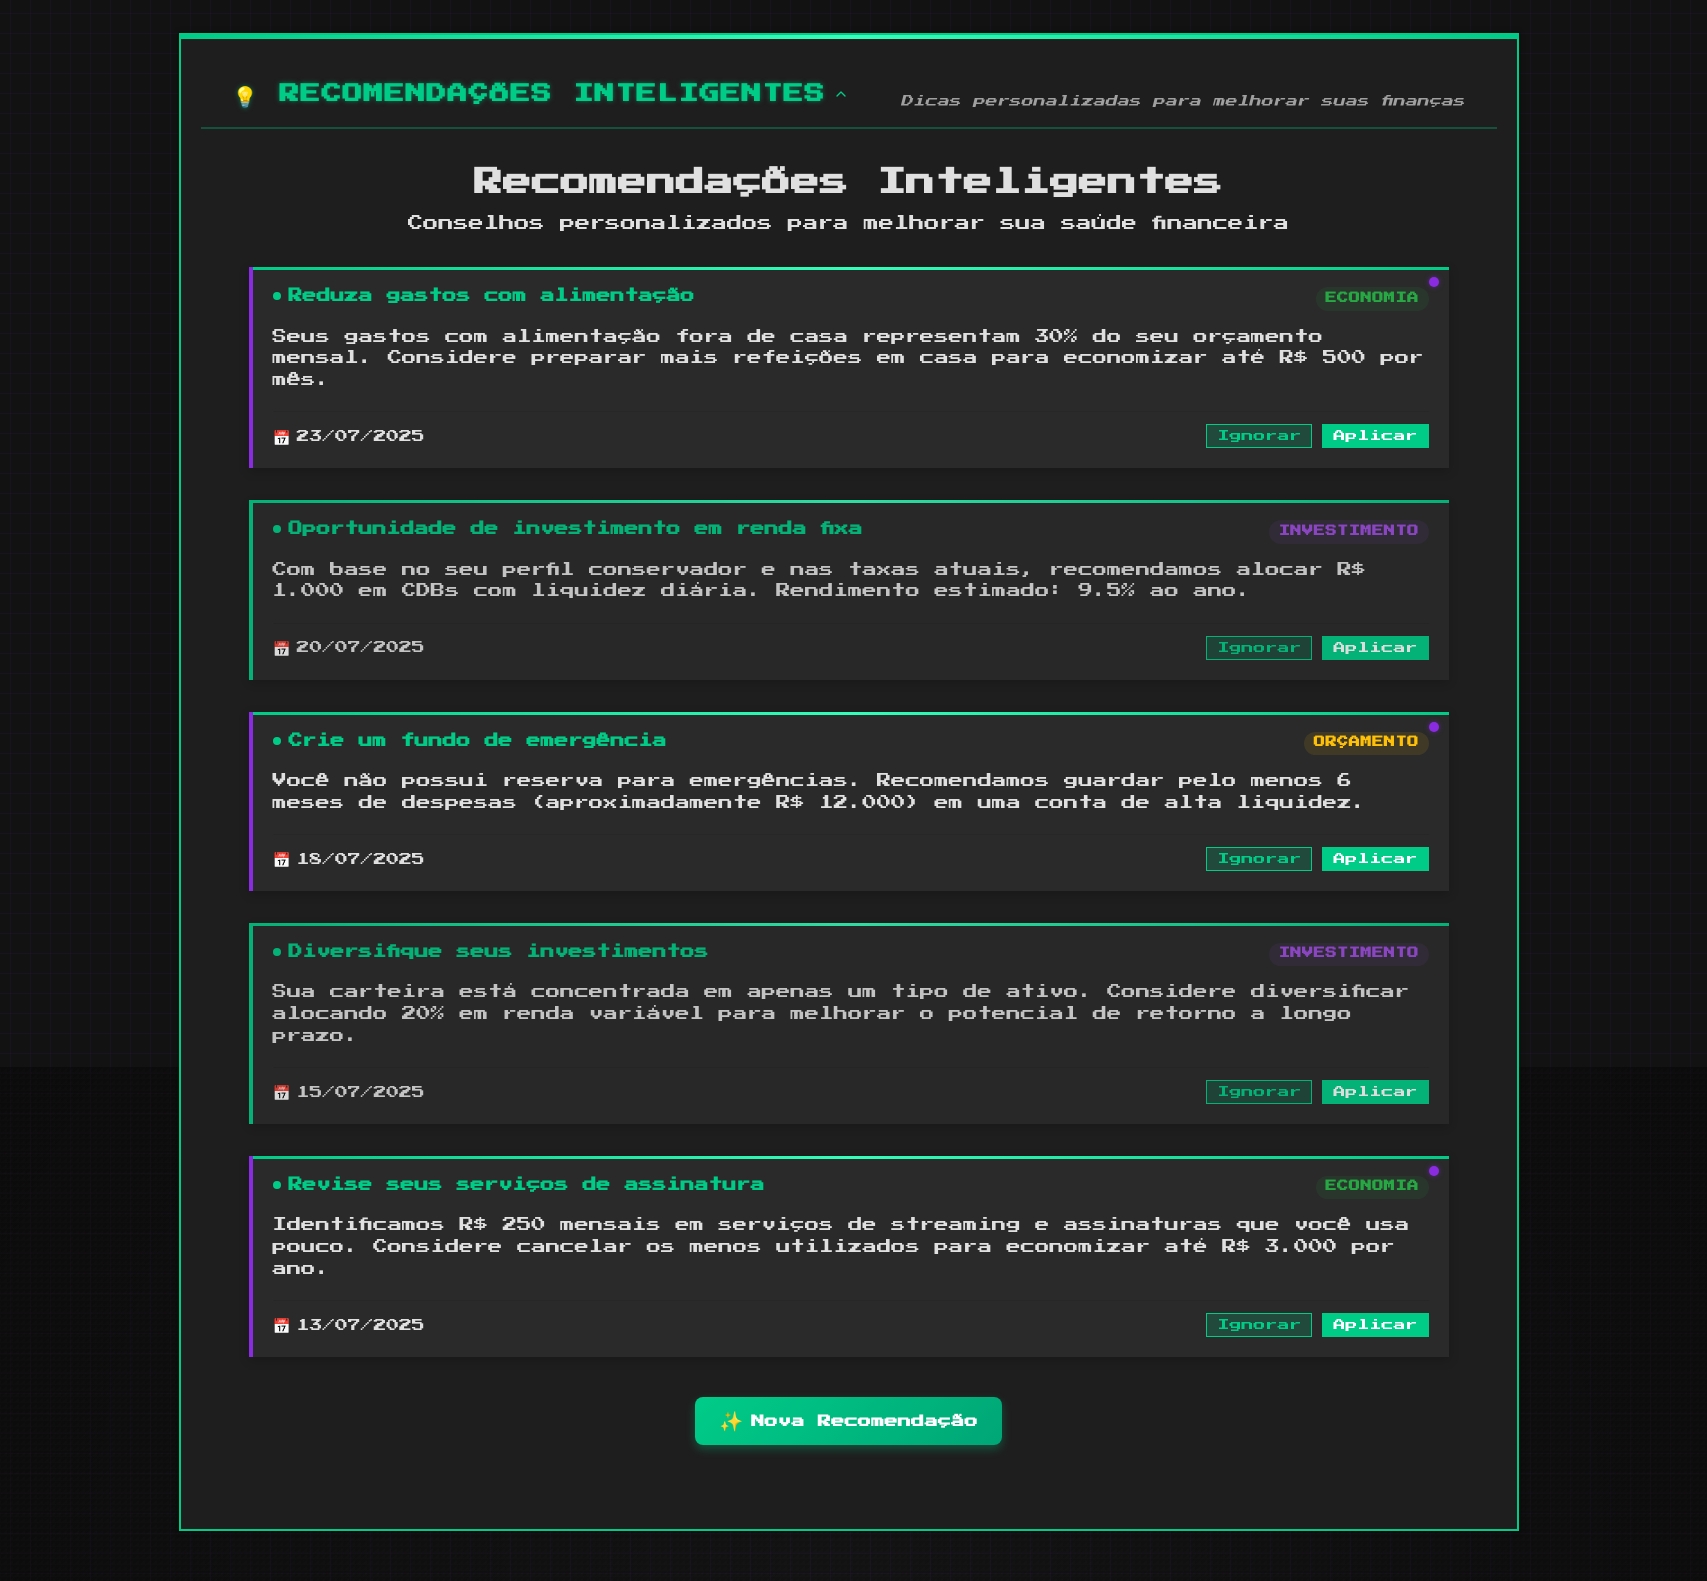 💡 RECOMENDAÇÕES INTELIGENTES ^
Dicas personalizadas para melhorar suas finanças
Recomendações Inteligentes
Conselhos personalizados para melhorar sua saúde financeira
• Reduza gastos com alimentação
ECONOMIA
Seus gastos com alimentação fora de casa representam 30% do seu orçamento
mensal. Considere preparar mais refeições em casa para economizar até R$ 500 por
mês.
📅 23/07/2025
Ignorar
Aplicar
• Oportunidade de investimento em renda fixa
INVESTIMENTO
Com base no seu perfil conservador e nas taxas atuais, recomendamos alocar R$
1.000 em CDBs com liquidez diária. Rendimento estimado: 9.5% ao ano.
📅 20/07/2025
Ignorar
Aplicar
• Crie um fundo de emergência
ORÇAMENTO
Você não possui reserva para emergências. Recomendamos guardar pelo menos 6
meses de despesas (aproximadamente R$ 12.000) em uma conta de alta liquidez.
📅 18/07/2025
Ignorar
Aplicar
• Diversifique seus investimentos
INVESTIMENTO
Sua carteira está concentrada em apenas um tipo de ativo. Considere diversificar
alocando 20% em renda variável para melhorar o potencial de retorno a longo
prazo.
📅 15/07/2025
Ignorar
Aplicar
• Revise seus serviços de assinatura
ECONOMIA
Identificamos R$ 250 mensais em serviços de streaming e assinaturas que você usa
pouco. Considere cancelar os menos utilizados para economizar até R$ 3.000 por
ano.
📅 13/07/2025
Ignorar
Aplicar
✨ Nova Recomendação